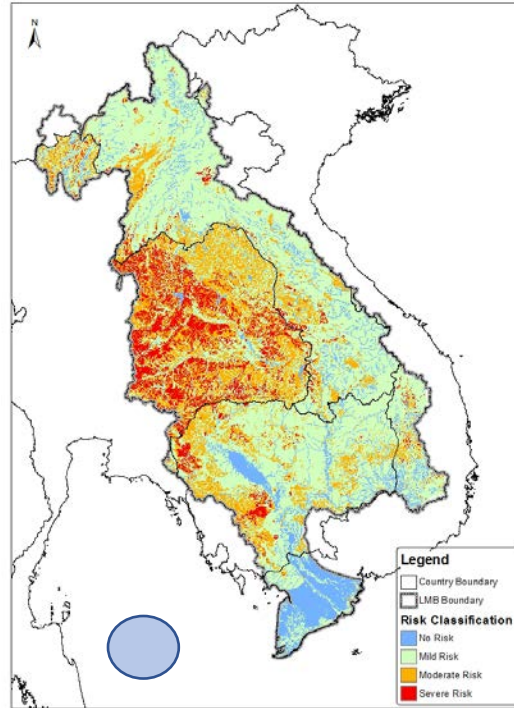 N
Legend
Country Boundary
LMB Boundary
Risk Classification
No Risk
Mild Risk
Moderate Risk
Severe Risk